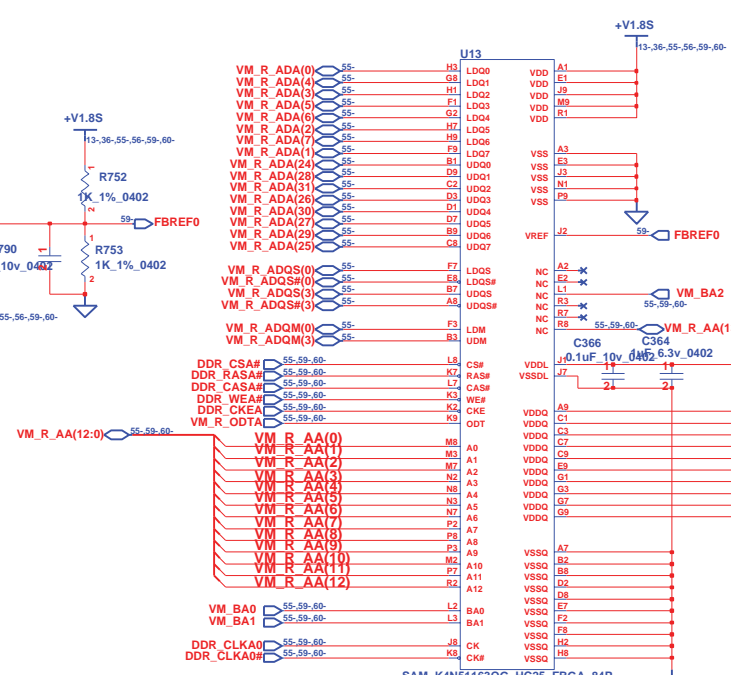 +V1.8S
13-,36-,55-,56-,59-,60-
U13
VM_R_ADA(0) 55- H3 LDQ0 VDD A1
VM_R_ADA(4) 55- G8 LDQ1 VDD E1
VM_R_ADA(3) 55- H1 LDQ2 VDD J9
VM_R_ADA(5) 55- F1 LDQ3 VDD M9
VM_R_ADA(6) 55- G2 LDQ4 VDD R1
VM_R_ADA(2) 55- H7 LDQ5
VM_R_ADA(7) 55- H9 LDQ6
VM_R_ADA(1) 55- F9 LDQ7 VSS A3
VM_R_ADA(24) 55- B1 UDQ0 VSS E3
VM_R_ADA(28) 55- D9 UDQ1 VSS J3
VM_R_ADA(31) 55- C2 UDQ2 VSS N1
VM_R_ADA(26) 55- D3 UDQ3 VSS P9
VM_R_ADA(30) 55- D1 UDQ4
VM_R_ADA(27) 55- D7 UDQ5
VM_R_ADA(29) 55- B9 UDQ6 VREF J2 59- FBREF0
VM_R_ADA(25) 55- C8 UDQ7
+V1.8S
13-,36-,55-,56-,59-,60-
1
R752
1K_1%_0402
2
59- FBREF0
790
10v_0402
1
R753
1K_1%_0402
2
55-,56-,59-,60-
VM_R_ADQS(0) 55- F7 LDQS NC A2
VM_R_ADQS#(0) 55- E8 LDQS# NC E2
VM_R_ADQS(3) 55- B7 UDQS NC L1 VM_BA2
55-,59-,60-
VM_R_ADQS#(3) 55- A8 UDQS# NC R3
NC R7
VM_R_ADQM(0) 55- F3 LDM NC R8 55-,59-,60- VM_R_AA(1
VM_R_ADQM(3) 55- B3 UDM
C366
0.1uF_10v_0402
1
2
C364
1uF_6.3v_0402
1
2
DDR_CSA# 55-,59-,60- L8 CS# VDDL J1
DDR_RASA# 55-,59-,60- K7 RAS# VSSDL J7
DDR_CASA# 55-,59-,60- L7 CAS#
DDR_WEA# 55-,59-,60- K3 WE#
DDR_CKEA 55-,59-,60- K2 CKE VDDQ A9
VM_R_ODTA 55-,59-,60- K9 ODT VDDQ C1
VM_R_AA(12:0) 55-,59-,60-
VDDQ C3
VM_R_AA(0) M8 A0 VDDQ C7
VM_R_AA(1) M3 A1 VDDQ C9
VM_R_AA(2) M7 A2 VDDQ E9
VM_R_AA(3) N2 A3 VDDQ G1
VM_R_AA(4) N8 A4 VDDQ G3
VM_R_AA(5) N3 A5 VDDQ G7
VM_R_AA(6) N7 A6 VDDQ G9
VM_R_AA(7) P2 A7
VM_R_AA(8) P8 A8
VM_R_AA(9) P3 A9 VSSQ A7
VM_R_AA(10) M2 A10 VSSQ B2
VM_R_AA(11) P7 A11 VSSQ B8
VM_R_AA(12) R2 A12 VSSQ D2
VSSQ D8
VM_BA0 55-,59-,60- L2 BA0 VSSQ E7
VM_BA1 55-,59-,60- L3 BA1 VSSQ F2
VSSQ F8
DDR_CLKA0 55-,59-,60- J8 CK VSSQ H2
DDR_CLKA0# 55-,59-,60- K8 CK# VSSQ H8